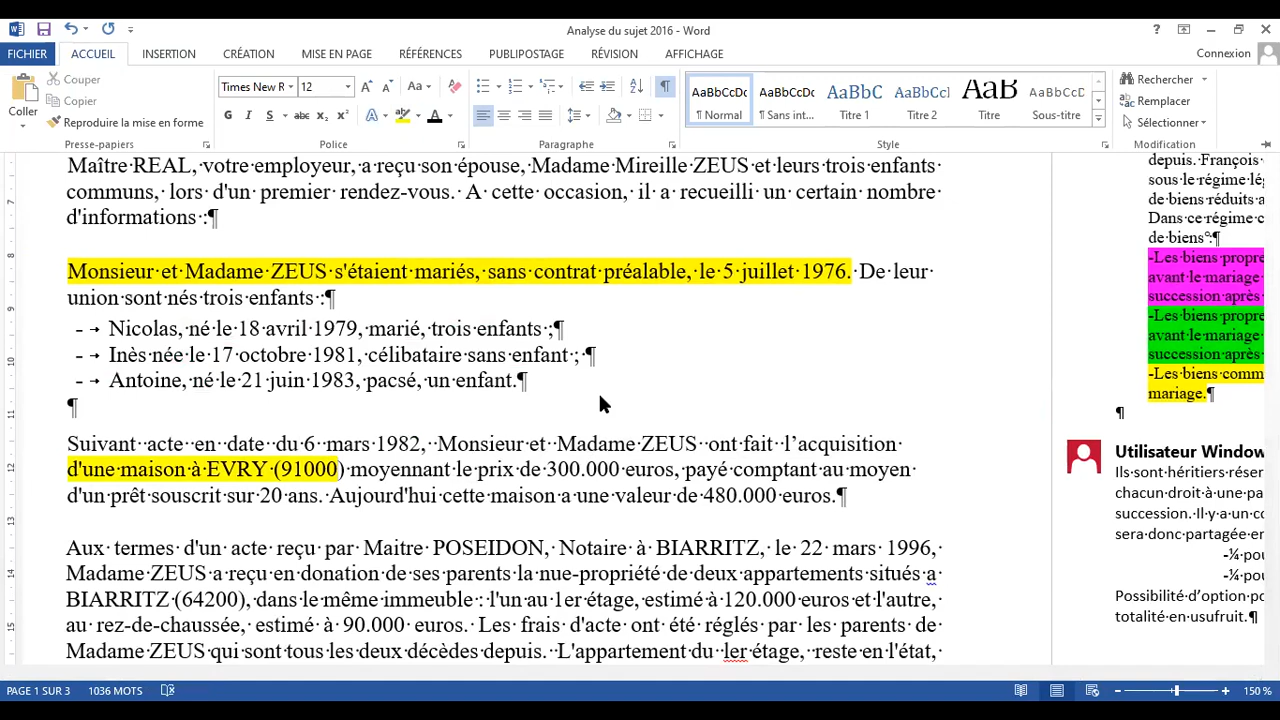 Analyse du sujet 2016 - Word
FICHIER ACCUEIL INSERTION CRÉATION MISE EN PAGE RÉFÉRENCES PUBLIPOSTAGE RÉVISION AFFICHAGE Connexion
Coller
Couper
Copier
Reproduire la mise en forme
Presse-papiers
Times New R 12
G I S abc x₂ x²
Police
Paragraphe
AaBbCcDc AaBbCcDc AaBbC AaBbCcI AaB AaBbCcD
¶ Normal ¶ Sans int... Titre 1 Titre 2 Titre Sous-titre
Style
Rechercher
Remplacer
Sélectionner
Modification
Maître REAL, votre employeur, a reçu son épouse, Madame Mireille ZEUS et leurs trois enfants
communs, lors d'un premier rendez-vous. A cette occasion, il a recueilli un certain nombre
d'informations :¶
Monsieur et Madame ZEUS s'étaient mariés, sans contrat préalable, le 5 juillet 1976. De leur
union sont nés trois enfants :¶
- Nicolas, né le 18 avril 1979, marié, trois enfants ;¶
- Inès née le 17 octobre 1981, célibataire sans enfant ; ¶
- Antoine, né le 21 juin 1983, pacsé, un enfant.¶
¶
Suivant acte en date du 6 mars 1982, Monsieur et Madame ZEUS ont fait l’acquisition
d'une maison à EVRY (91000) moyennant le prix de 300.000 euros, payé comptant au moyen
d'un prêt souscrit sur 20 ans. Aujourd'hui cette maison a une valeur de 480.000 euros.¶
Aux termes d'un acte reçu par Maitre POSEIDON, Notaire à BIARRITZ, le 22 mars 1996,
Madame ZEUS a reçu en donation de ses parents la nue-propriété de deux appartements situés a
BIARRITZ (64200), dans le même immeuble : l'un au 1er étage, estimé à 120.000 euros et l'autre,
au rez-de-chaussée, estimé à 90.000 euros. Les frais d'acte ont été réglés par les parents de
Madame ZEUS qui sont tous les deux décèdes depuis. L'appartement du ler étage, reste en l'état,
depuis. François
sous le régime lé
de biens réduits a
Dans ce régime c
de biens°:¶
-Les biens propre
avant le mariage
succession après
-Les biens propre
avant le mariage
succession après
-Les biens comm
mariage.¶
¶
Utilisateur Window
Ils sont héritiers réser
chacun droit à une pa
succession. Il y a un co
sera donc partagée en
-¼ pou
-¼ pou
Possibilité d’option po
totalité en usufruit.¶
7
8
9
10
11
12
13
14
15
PAGE 1 SUR 3 1036 MOTS 150 %